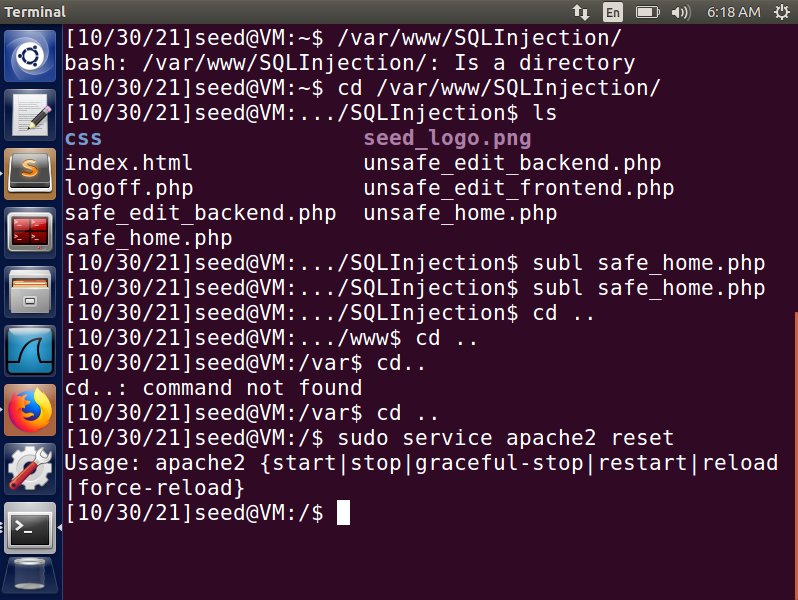 Terminal
En
6:18 AM
[10/30/21]seed@VM:~$ /var/www/SQLInjection/
bash: /var/www/SQLInjection/: Is a directory
[10/30/21]seed@VM:~$ cd /var/www/SQLInjection/
[10/30/21]seed@VM:.../SQLInjection$ ls
css seed_logo.png
index.html unsafe_edit_backend.php
logoff.php unsafe_edit_frontend.php
safe_edit_backend.php unsafe_home.php
safe_home.php
[10/30/21]seed@VM:.../SQLInjection$ subl safe_home.php
[10/30/21]seed@VM:.../SQLInjection$ subl safe_home.php
[10/30/21]seed@VM:.../SQLInjection$ cd ..
[10/30/21]seed@VM:.../www$ cd ..
[10/30/21]seed@VM:/var$ cd..
cd..: command not found
[10/30/21]seed@VM:/var$ cd ..
[10/30/21]seed@VM:/$ sudo service apache2 reset
Usage: apache2 {start|stop|graceful-stop|restart|reload
|force-reload}
[10/30/21]seed@VM:/$